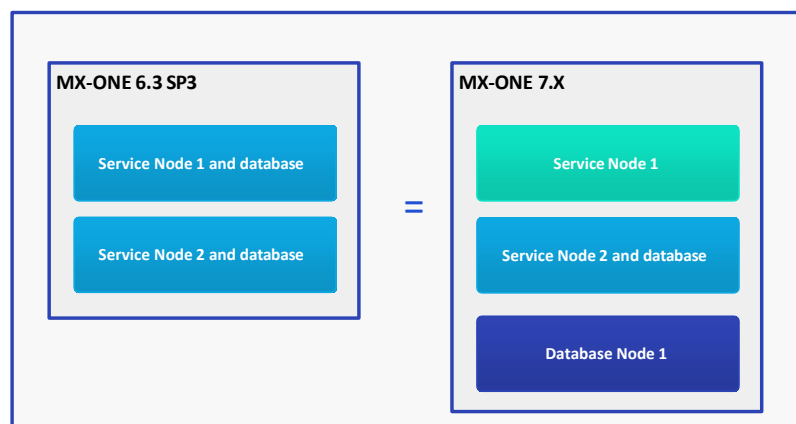 MX-ONE 6.3 SP3
Service Node 1 and database
Service Node 2 and database
=
MX-ONE 7.X
Service Node 1
Service Node 2 and database
Database Node 1